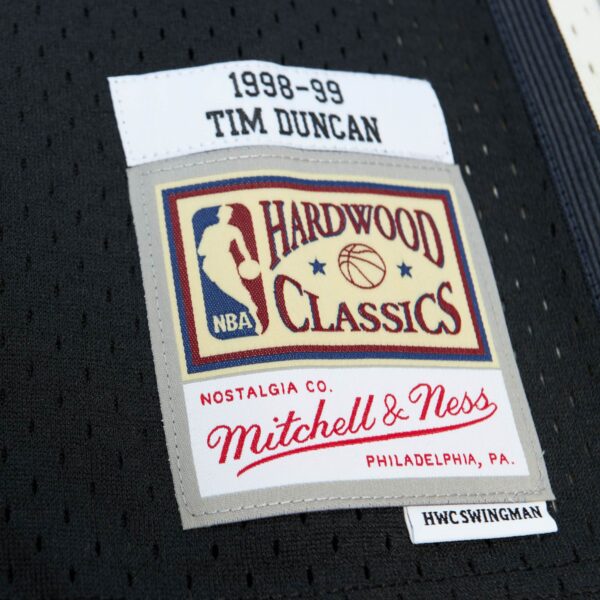 1998-99
TIM DUNCAN
HARDWOOD
CLASSICS
NBA
NOSTALGIA CO.
Mitchell & Ness
PHILADELPHIA, PA.
HWC SWINGMAN